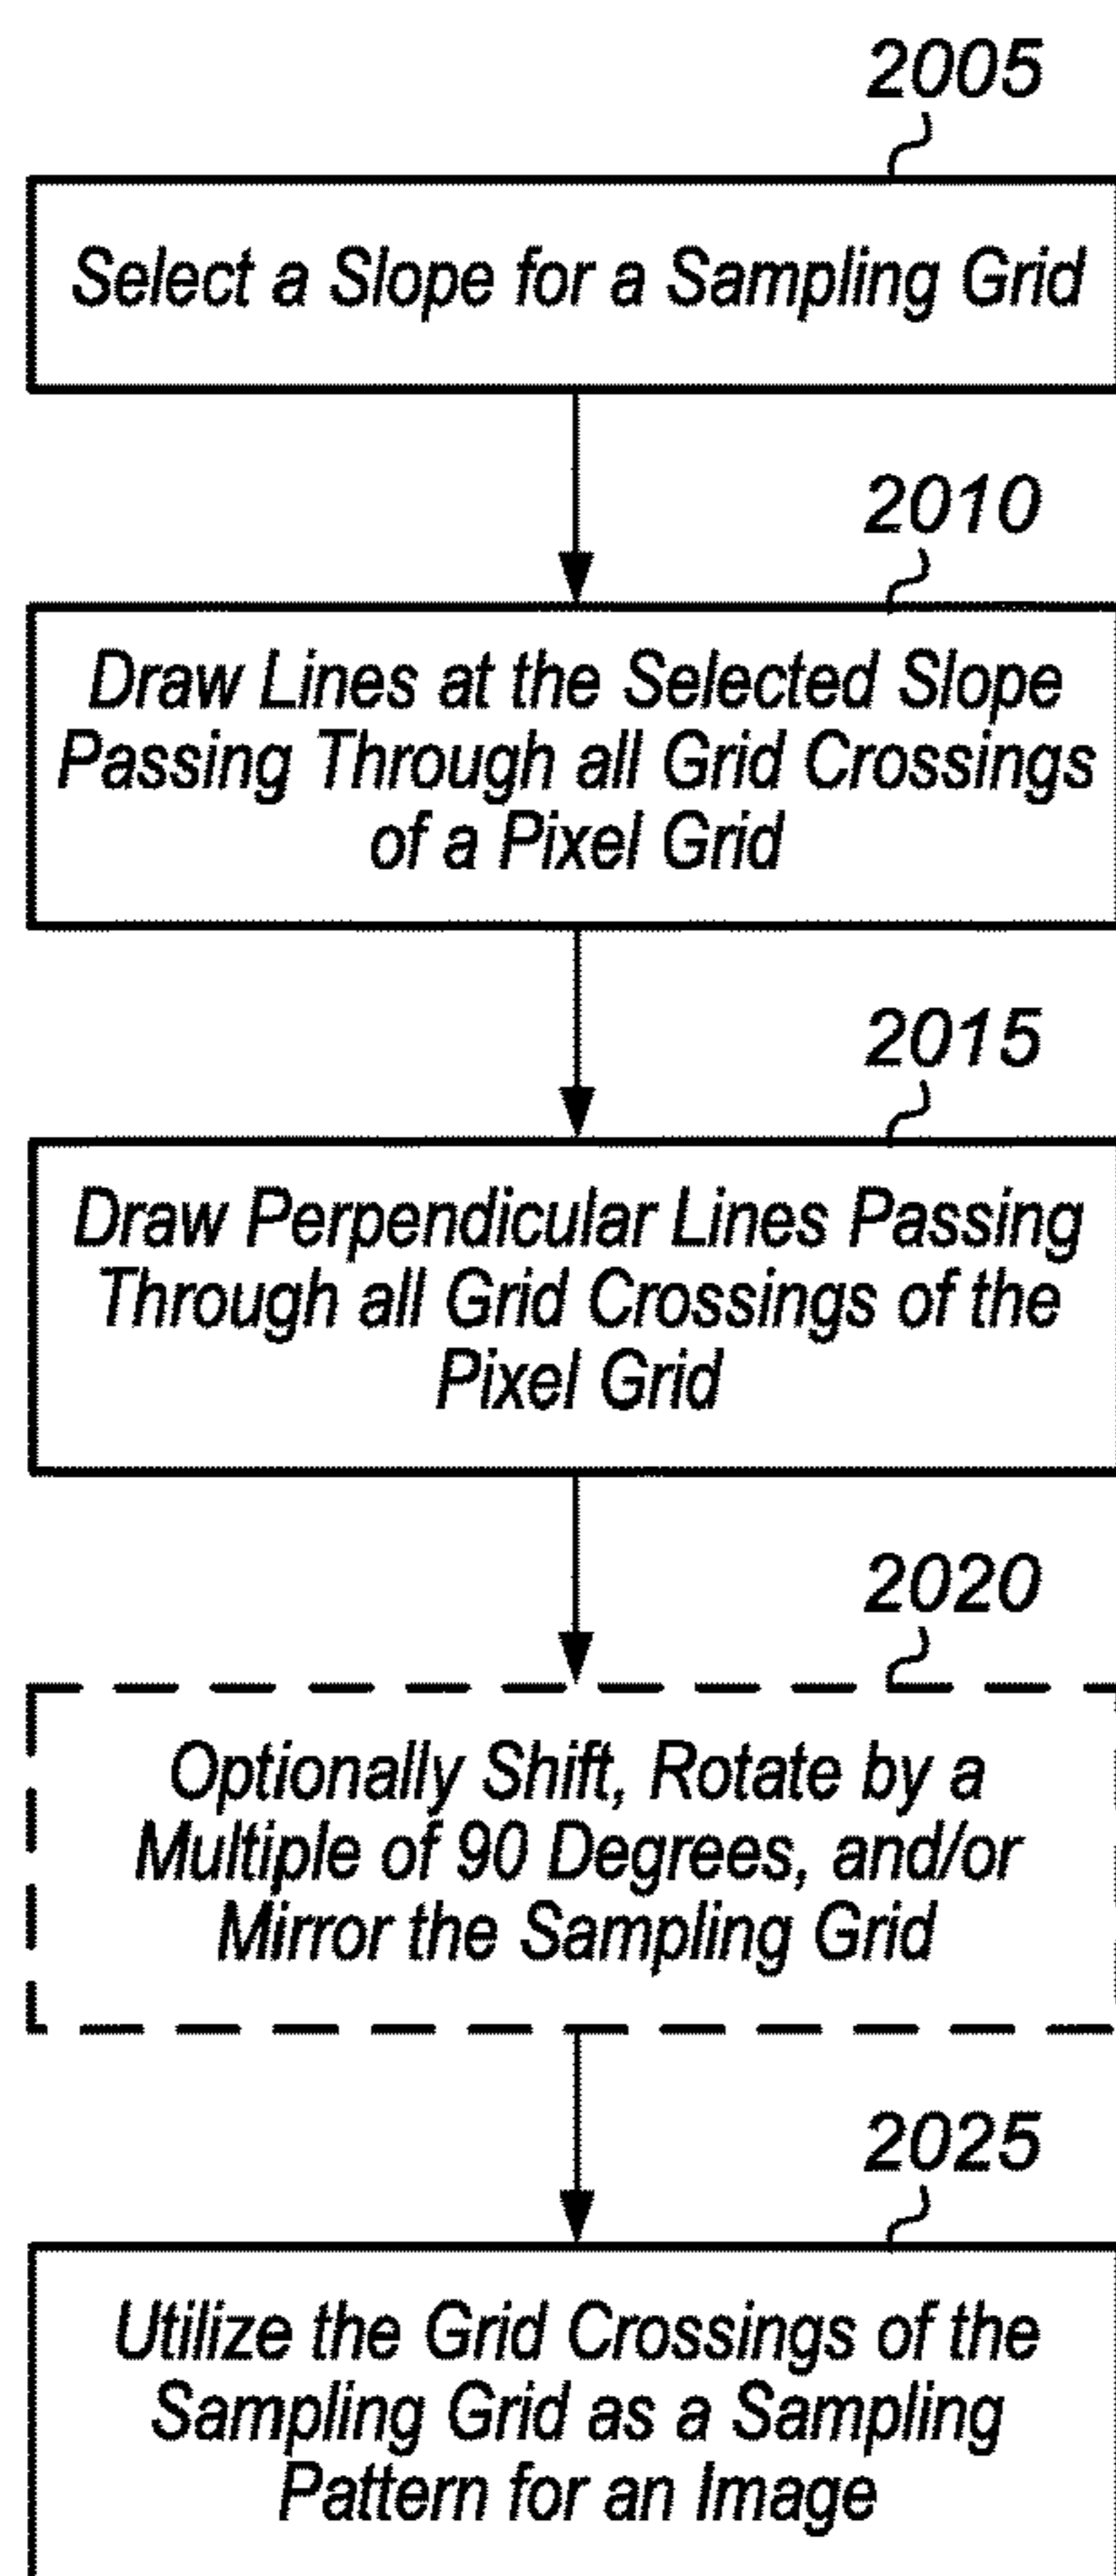 2005
Select a Slope for a Sampling Grid
2010
Draw Lines at the Selected Slope
Passing Through all Grid Crossings
of a Pixel Grid
2015
Draw Perpendicular Lines Passing
Through all Grid Crossings of the
Pixel Grid
2020
Optionally Shift, Rotate by a
Multiple of 90 Degrees, and/or
Mirror the Sampling Grid
2025
Utilize the Grid Crossings of the
Sampling Grid as a Sampling
Pattern for an Image